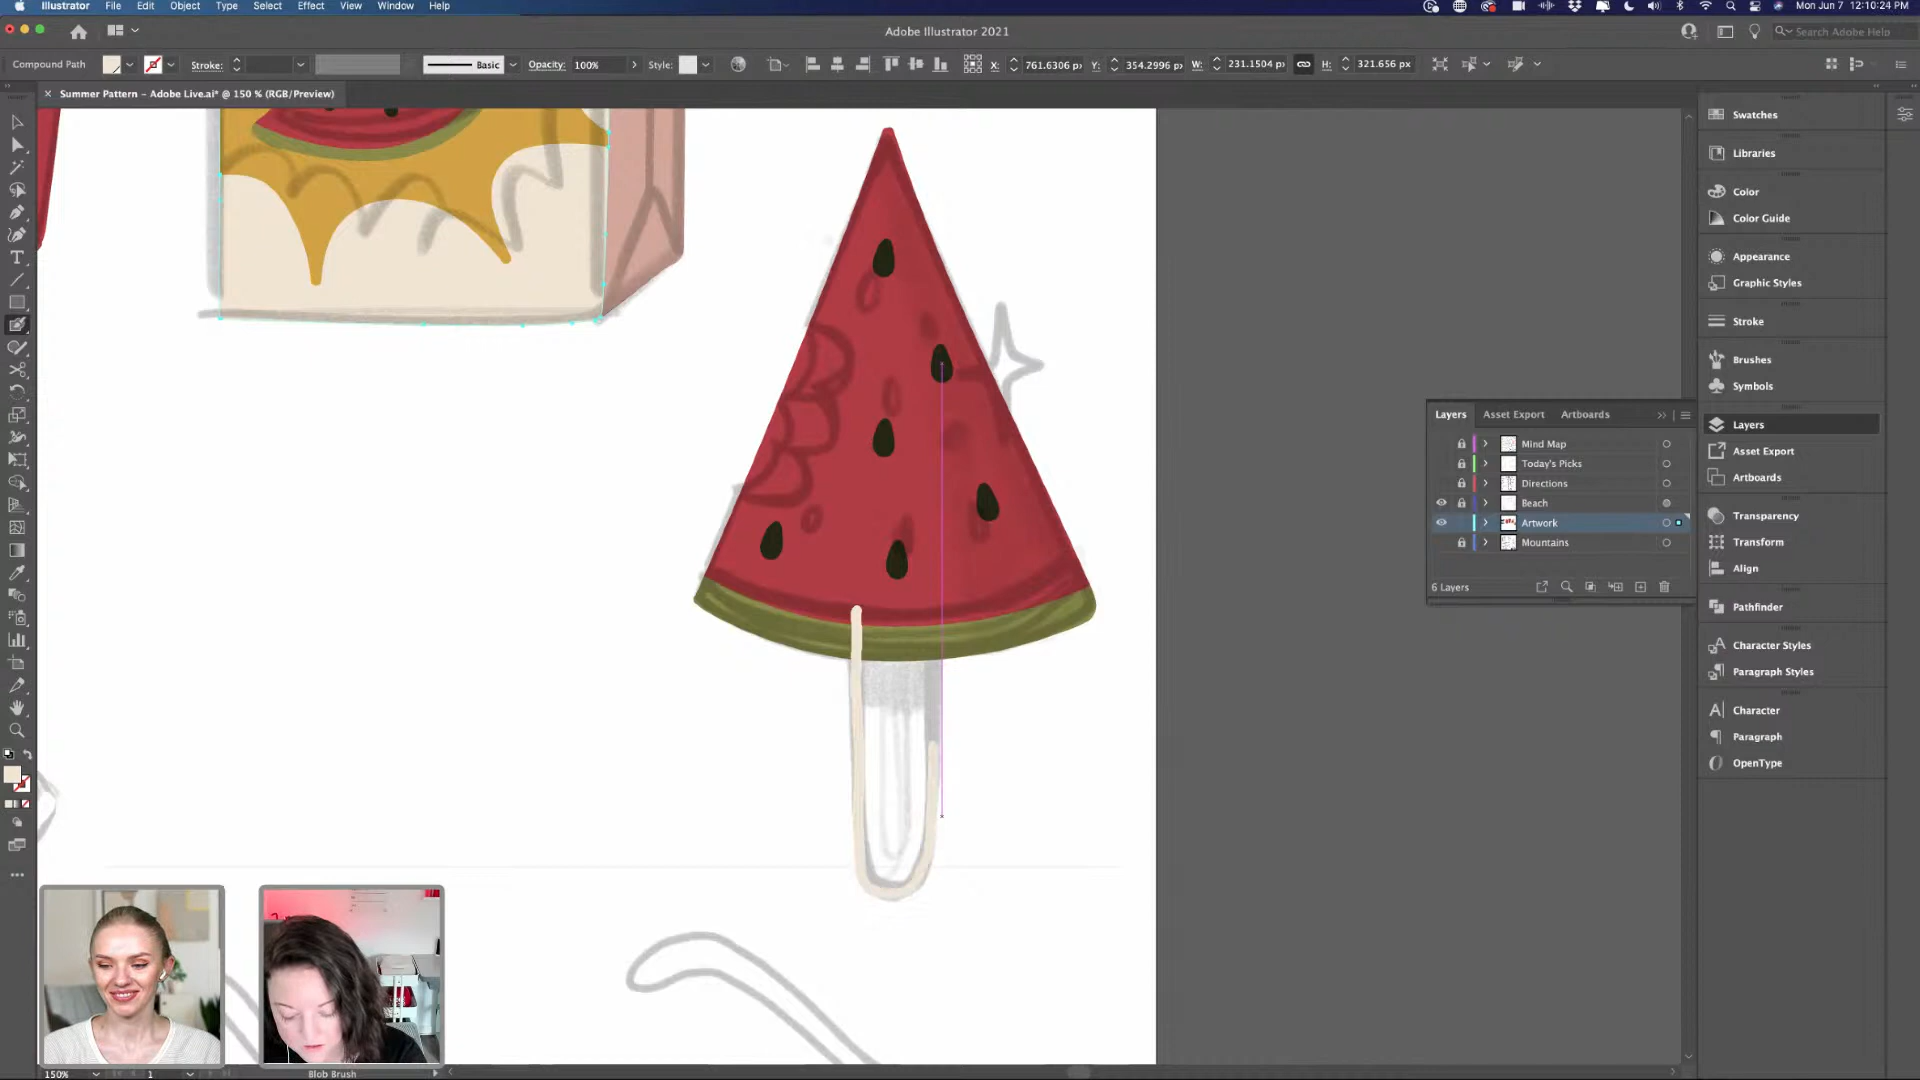 Illustrator File Edit Object Type Select Effect View Window Help
Mon Jun 7 12:10:24 PM
Adobe Illustrator 2021
Search Adobe Help
Compound Path Stroke: Basic Opacity: 100% Style: X: 761.6306 p Y: 354.2996 p W: 231.1504 p H: 321.656 px
Summer Pattern – Adobe Live.ai* @ 150 % (RGB/Preview)
Swatches
Libraries
Color
Color Guide
Appearance
Graphic Styles
Stroke
Brushes
Symbols
Layers
Asset Export
Artboards
Transparency
Transform
Align
Pathfinder
Character Styles
Paragraph Styles
Character
Paragraph
OpenType
Layers Asset Export Artboards
Mind Map
Today's Picks
Directions
Beach
Artwork
Mountains
6 Layers
150% 1 Blob Brush